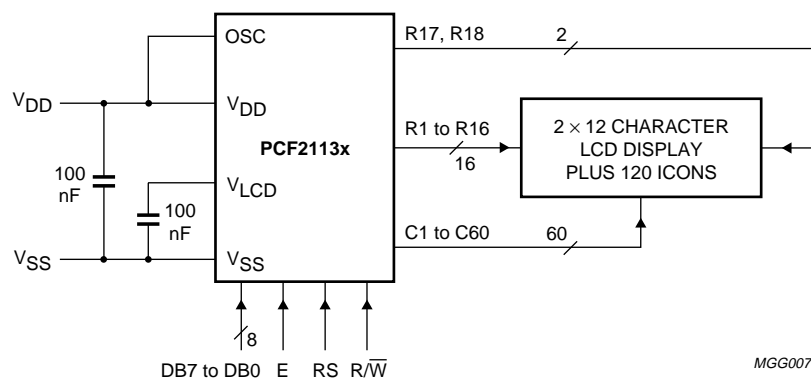 OSC
R17, R18
2
VDD
VDD
PCF2113x
R1 to R16
16
2 × 12 CHARACTER
LCD DISPLAY
PLUS 120 ICONS
100
nF
VLCD
100
nF
C1 to C60
60
VSS
VSS
8
DB7 to DB0
E
RS
R/W̅
MGG007